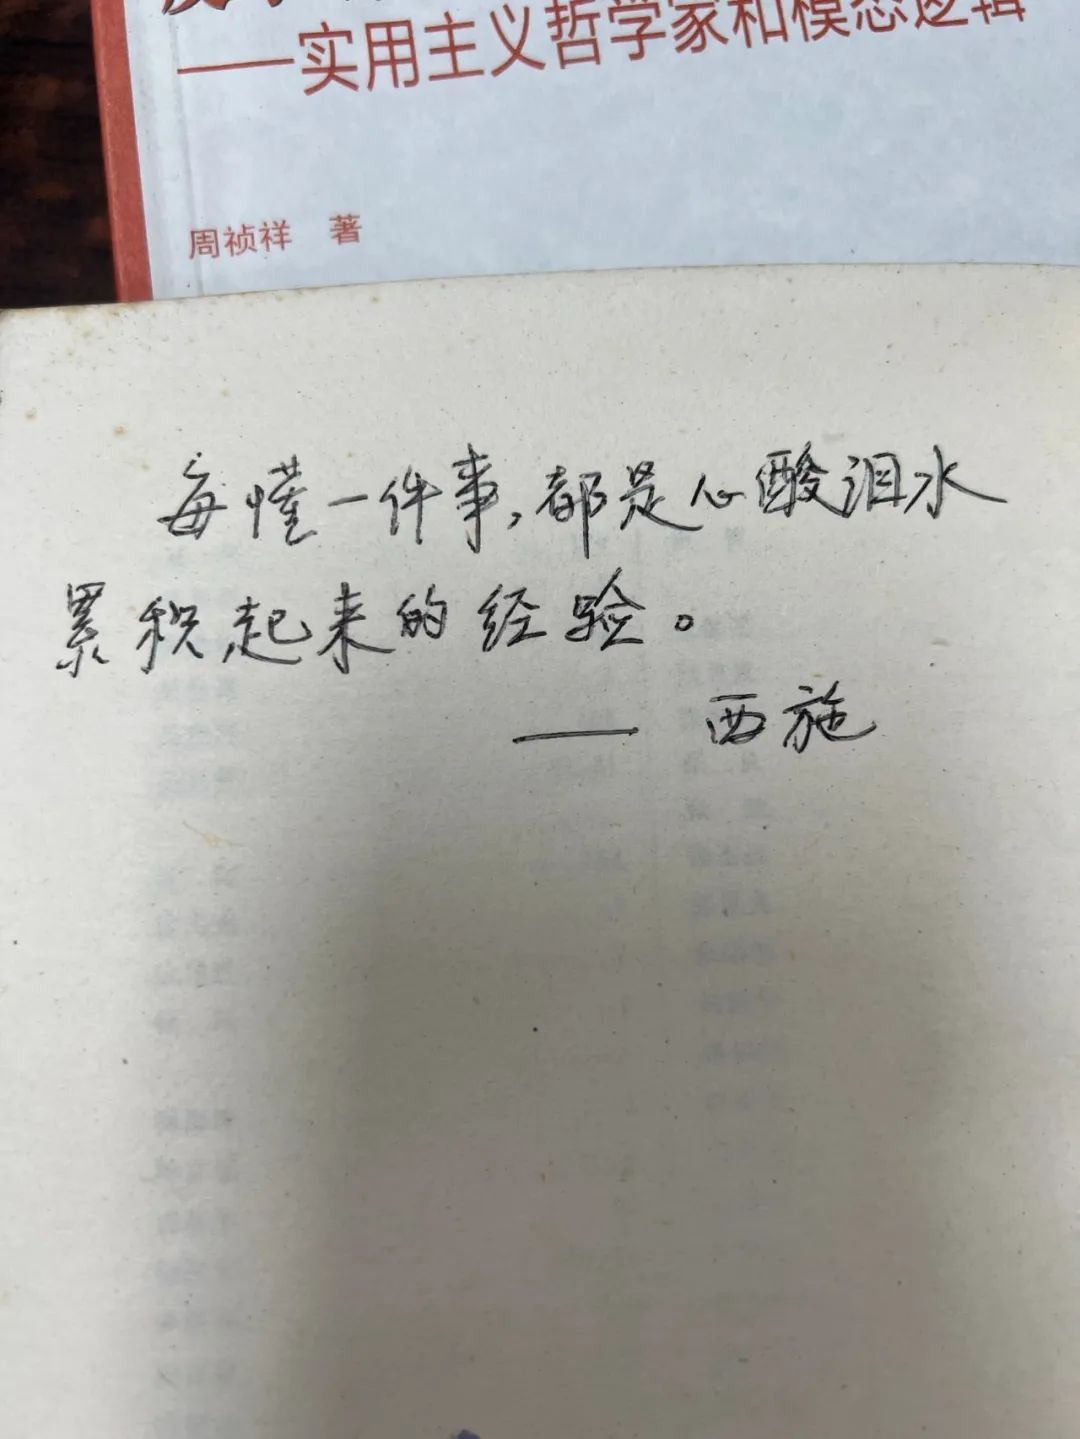 ——实用主义哲学家和模态逻辑
周祯祥 著
每懂一件事,都是心酸泪水
累积起来的经验。
—— 西施